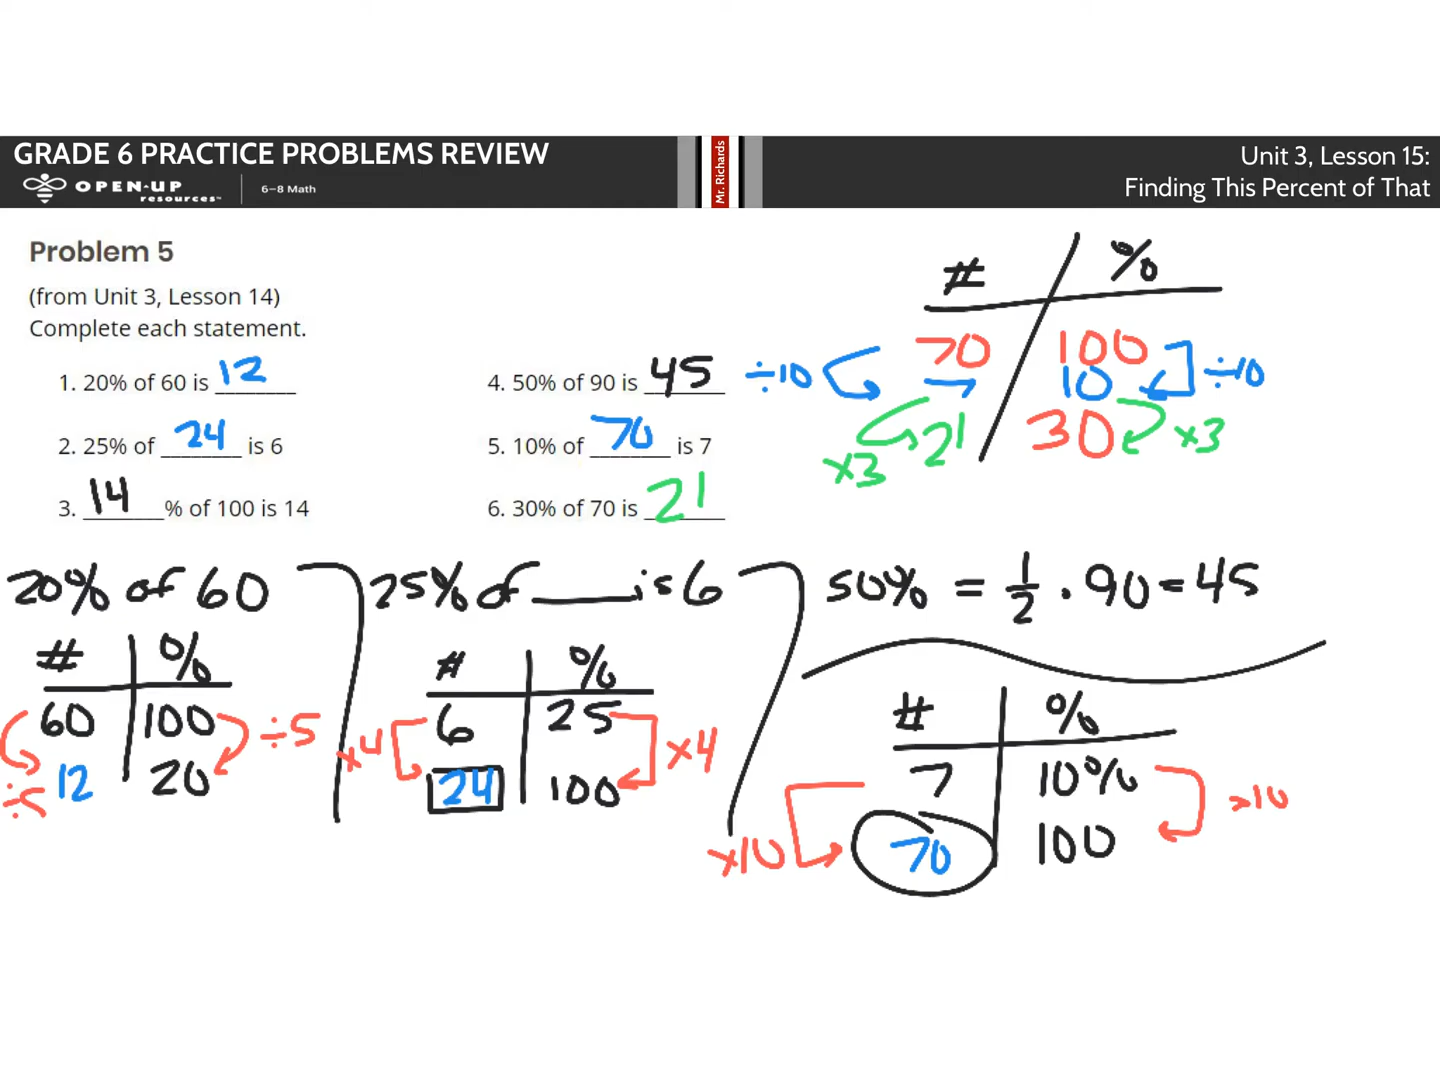 GRADE 6 PRACTICE PROBLEMS REVIEW
OPEN-UP resources™ 6–8 Math
Mr. Richards
Unit 3, Lesson 15:
Finding This Percent of That
Problem 5
(from Unit 3, Lesson 14)
Complete each statement.
1. 20% of 60 is 12
2. 25% of 24 is 6
3. 14 % of 100 is 14
4. 50% of 90 is 45
5. 10% of 70 is 7
6. 30% of 70 is 21
# %
70 100
÷10 7 10 ÷10
×3 21 30 ×3
20% of 60
# %
60 100 ÷5
÷5 12 20
25% of ____ is 6
# %
6 25
×4 ×4
24 100
50% = 1/2 · 90 = 45
# %
7 10%
×10 ×10
70 100